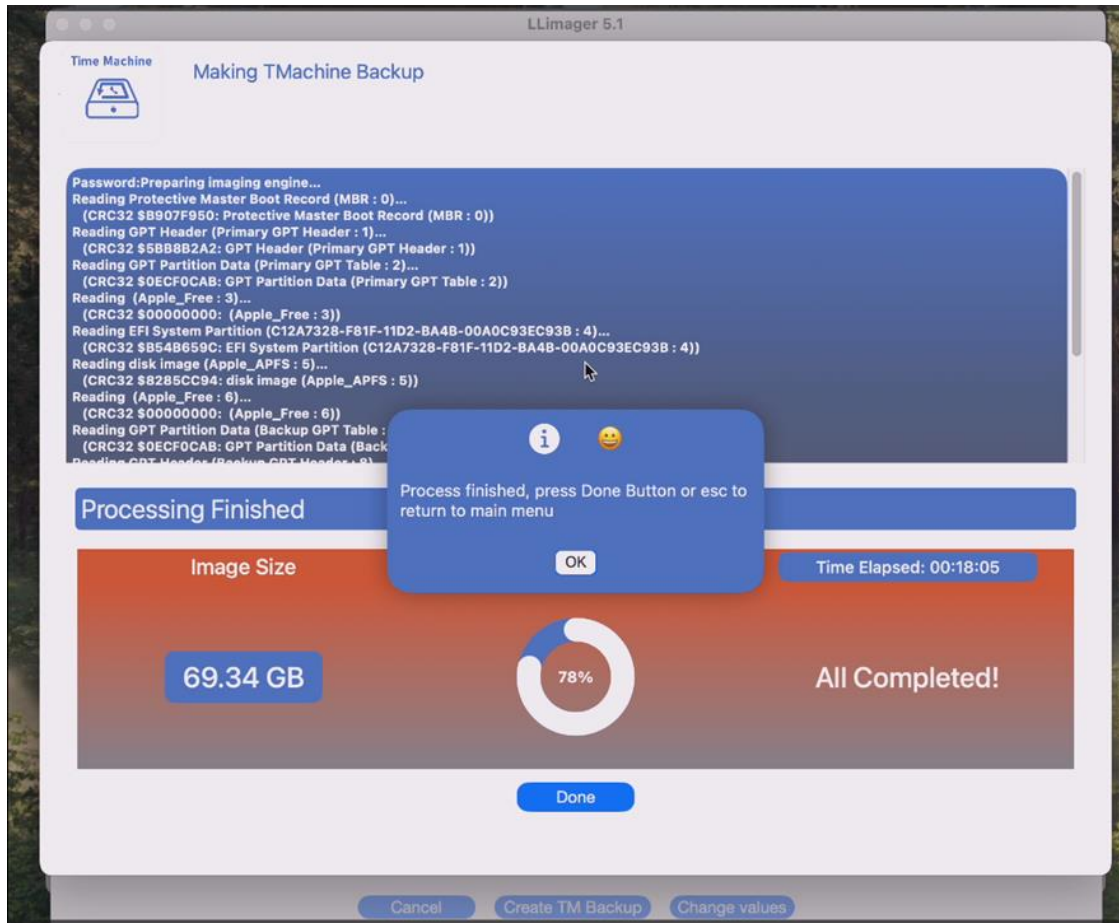 LLimager 5.1
Time Machine
Making TMachine Backup
Password:Preparing imaging engine...
Reading Protective Master Boot Record (MBR : 0)...
(CRC32 $B907F950: Protective Master Boot Record (MBR : 0))
Reading GPT Header (Primary GPT Header : 1)...
(CRC32 $5BB8B2A2: GPT Header (Primary GPT Header : 1))
Reading GPT Partition Data (Primary GPT Table : 2)...
(CRC32 $0ECF0CAB: GPT Partition Data (Primary GPT Table : 2))
Reading (Apple_Free : 3)...
(CRC32 $00000000: (Apple_Free : 3))
Reading EFI System Partition (C12A7328-F81F-11D2-BA4B-00A0C93EC93B : 4)...
(CRC32 $B54B659C: EFI System Partition (C12A7328-F81F-11D2-BA4B-00A0C93EC93B : 4))
Reading disk image (Apple_APFS : 5)...
(CRC32 $8285CC94: disk image (Apple_APFS : 5))
Reading (Apple_Free : 6)...
(CRC32 $00000000: (Apple_Free : 6))
Reading GPT Partition Data (Backup GPT Table :
(CRC32 $0ECF0CAB: GPT Partition Data (Back
Reading GPT Header (Backup GPT Header : 8)
Process finished, press Done Button or esc to
return to main menu
OK
Processing Finished
Image Size
Time Elapsed: 00:18:05
69.34 GB
78%
All Completed!
Done
Cancel
Create TM Backup
Change values